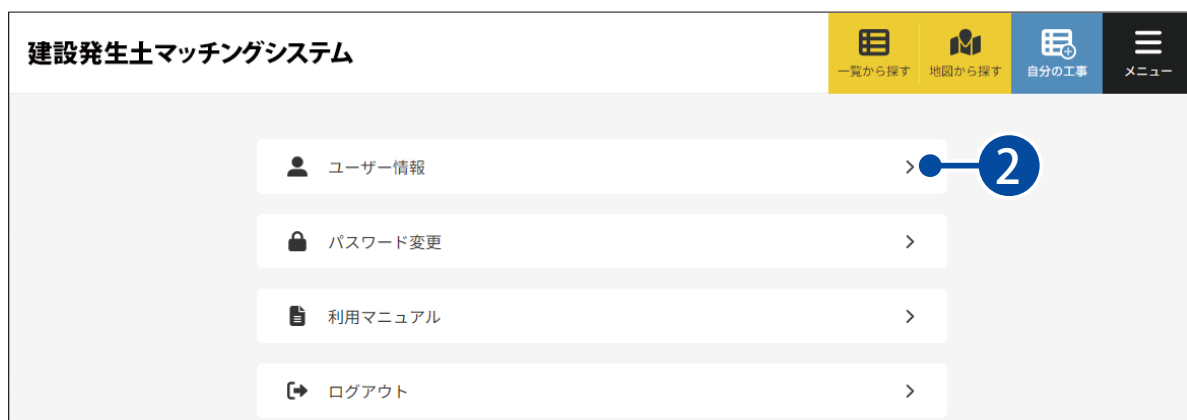 建設発生土マッチングシステム
一覧から探す
地図から探す
自分の工事
メニュー
ユーザー情報
2
パスワード変更
利用マニュアル
ログアウト